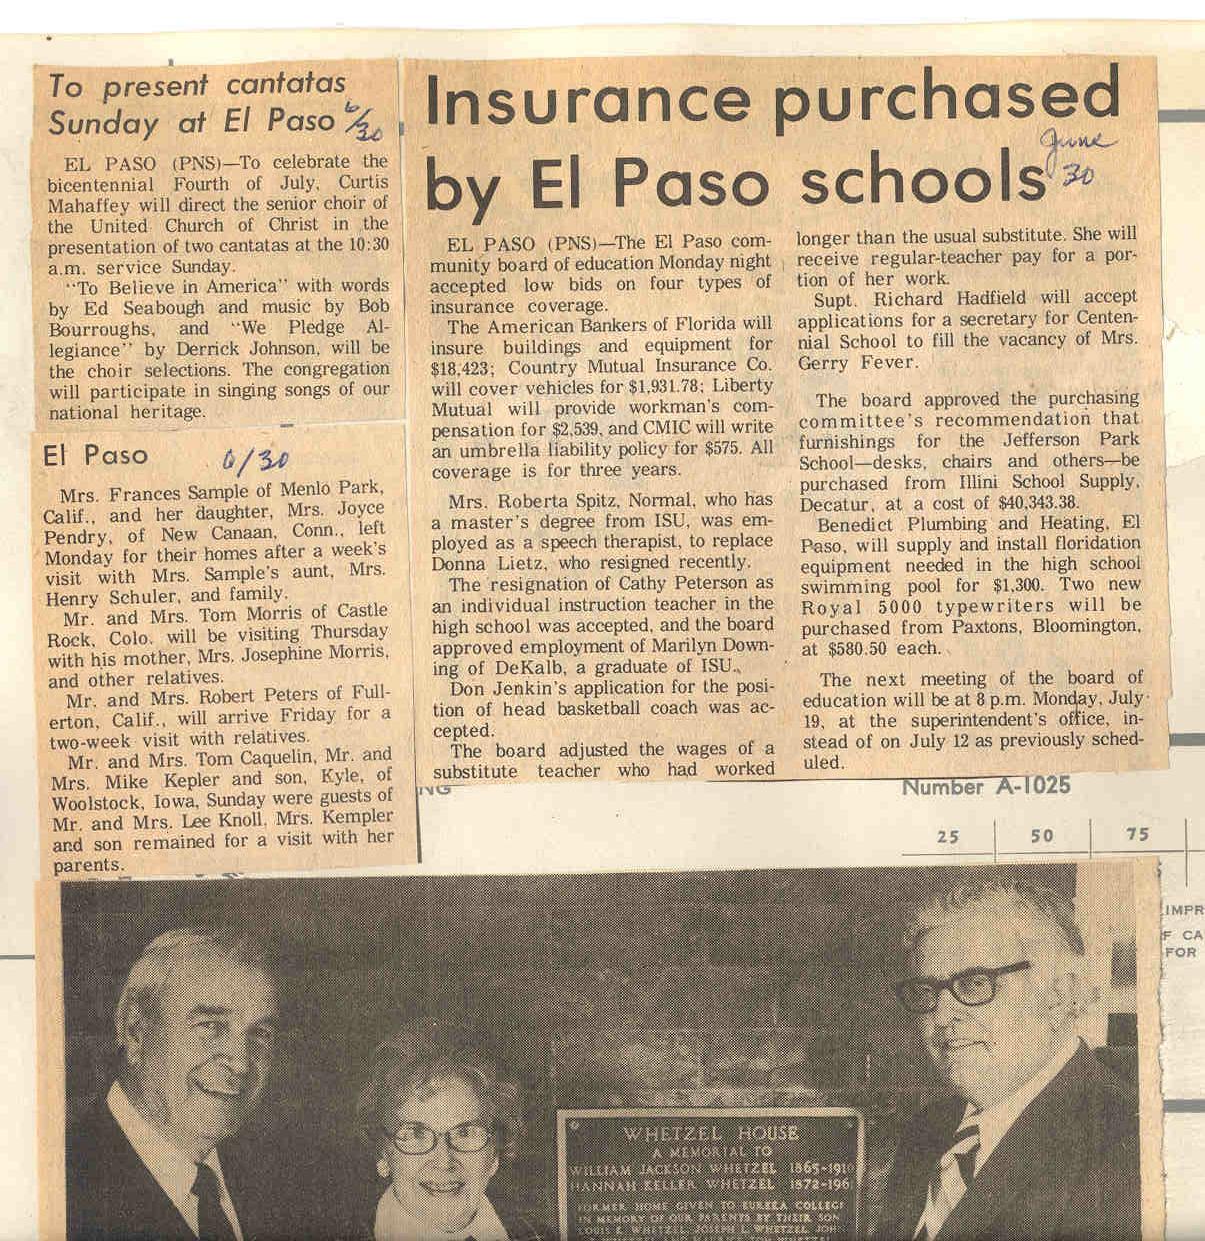 To present cantatas
Sunday at El Paso 6/30
EL PASO (PNS)—To celebrate the
bicentennial Fourth of July, Curtis
Mahaffey will direct the senior choir of
the United Church of Christ in the
presentation of two cantatas at the 10:30
a.m. service Sunday.
"To Believe in America" with words
by Ed Seabough and music by Bob
Bourroughs, and "We Pledge Al-
legiance" by Derrick Johnson, will be
the choir selections. The congregation
will participate in singing songs of our
national heritage.
El Paso 6/30
Mrs. Frances Sample of Menlo Park,
Calif., and her daughter, Mrs. Joyce
Pendry, of New Canaan, Conn., left
Monday for their homes after a week's
visit with Mrs. Sample's aunt, Mrs.
Henry Schuler, and family.
Mr. and Mrs. Tom Morris of Castle
Rock, Colo. will be visiting Thursday
with his mother, Mrs. Josephine Morris,
and other relatives.
Mr. and Mrs. Robert Peters of Full-
erton, Calif., will arrive Friday for a
two-week visit with relatives.
Mr. and Mrs. Tom Caquelin, Mr. and
Mrs. Mike Kepler and son, Kyle, of
Woolstock, Iowa, Sunday were guests of
Mr. and Mrs. Lee Knoll. Mrs. Kempler
and son remained for a visit with her
parents.
Insurance purchased
by El Paso schools
June
30
EL PASO (PNS)—The El Paso com-
munity board of education Monday night
accepted low bids on four types of
insurance coverage.
The American Bankers of Florida will
insure buildings and equipment for
$18,423; Country Mutual Insurance Co.
will cover vehicles for $1,931.78; Liberty
Mutual will provide workman's com-
pensation for $2,539, and CMIC will write
an umbrella liability policy for $575. All
coverage is for three years.
Mrs. Roberta Spitz, Normal, who has
a master's degree from ISU, was em-
ployed as a speech therapist, to replace
Donna Lietz, who resigned recently.
The resignation of Cathy Peterson as
an individual instruction teacher in the
high school was accepted, and the board
approved employment of Marilyn Down-
ing of DeKalb, a graduate of ISU.
Don Jenkin's application for the posi-
tion of head basketball coach was ac-
cepted.
The board adjusted the wages of a
substitute teacher who had worked
longer than the usual substitute. She will
receive regular-teacher pay for a por-
tion of her work.
Supt. Richard Hadfield will accept
applications for a secretary for Centen-
nial School to fill the vacancy of Mrs.
Gerry Fever.
The board approved the purchasing
committee's recommendation that
furnishings for the Jefferson Park
School—desks, chairs and others—be
purchased from Illini School Supply,
Decatur, at a cost of $40,343.38.
Benedict Plumbing and Heating, El
Paso, will supply and install floridation
equipment needed in the high school
swimming pool for $1,300. Two new
Royal 5000 typewriters will be
purchased from Paxtons, Bloomington,
at $580.50 each.
The next meeting of the board of
education will be at 8 p.m. Monday, July
19, at the superintendent's office, in-
stead of on July 12 as previously sched-
uled.
NG
Number A-1025
25 50 75
IMPR
F CA
FOR
WHETZEL HOUSE
A MEMORIAL TO
WILLIAM JACKSON WHETZEL 1865-1910
HANNAH KELLER WHETZEL 1872-196
FORMER HOME GIVEN TO EUREKA COLLEGE
IN MEMORY OF OUR PARENTS BY THEIR SON
LOUIS E. WHETZEL, JOSEPH L. WHETZEL, JOHN